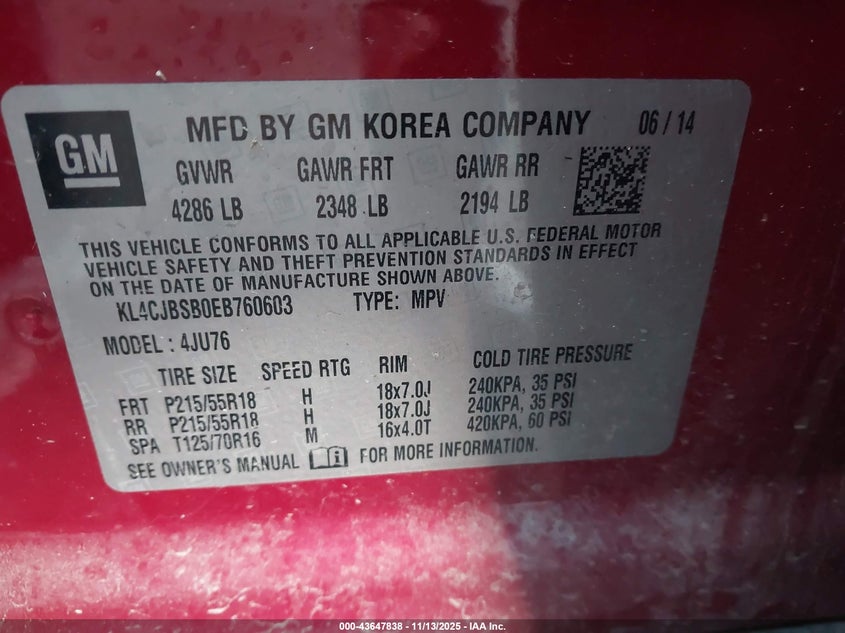 GM
MFD BY GM KOREA COMPANY 06 / 14
GVWR GAWR FRT GAWR RR
4286 LB 2348 LB 2194 LB
THIS VEHICLE CONFORMS TO ALL APPLICABLE U.S. FEDERAL MOTOR
VEHICLE SAFETY AND THEFT PREVENTION STANDARDS IN EFFECT
ON THE DATE OF MANUFACTURE SHOWN ABOVE.
KL4CJBSB0EB760603 TYPE: MPV
MODEL : 4JU76
TIRE SIZE SPEED RTG RIM COLD TIRE PRESSURE
FRT P215/55R18 H 18x7.0J 240KPA, 35 PSI
RR P215/55R18 H 18x7.0J 240KPA, 35 PSI
SPA T125/70R16 M 16x4.0T 420KPA, 60 PSI
SEE OWNER'S MANUAL FOR MORE INFORMATION.
000-43647838 - 11/13/2025 - IAA Inc.